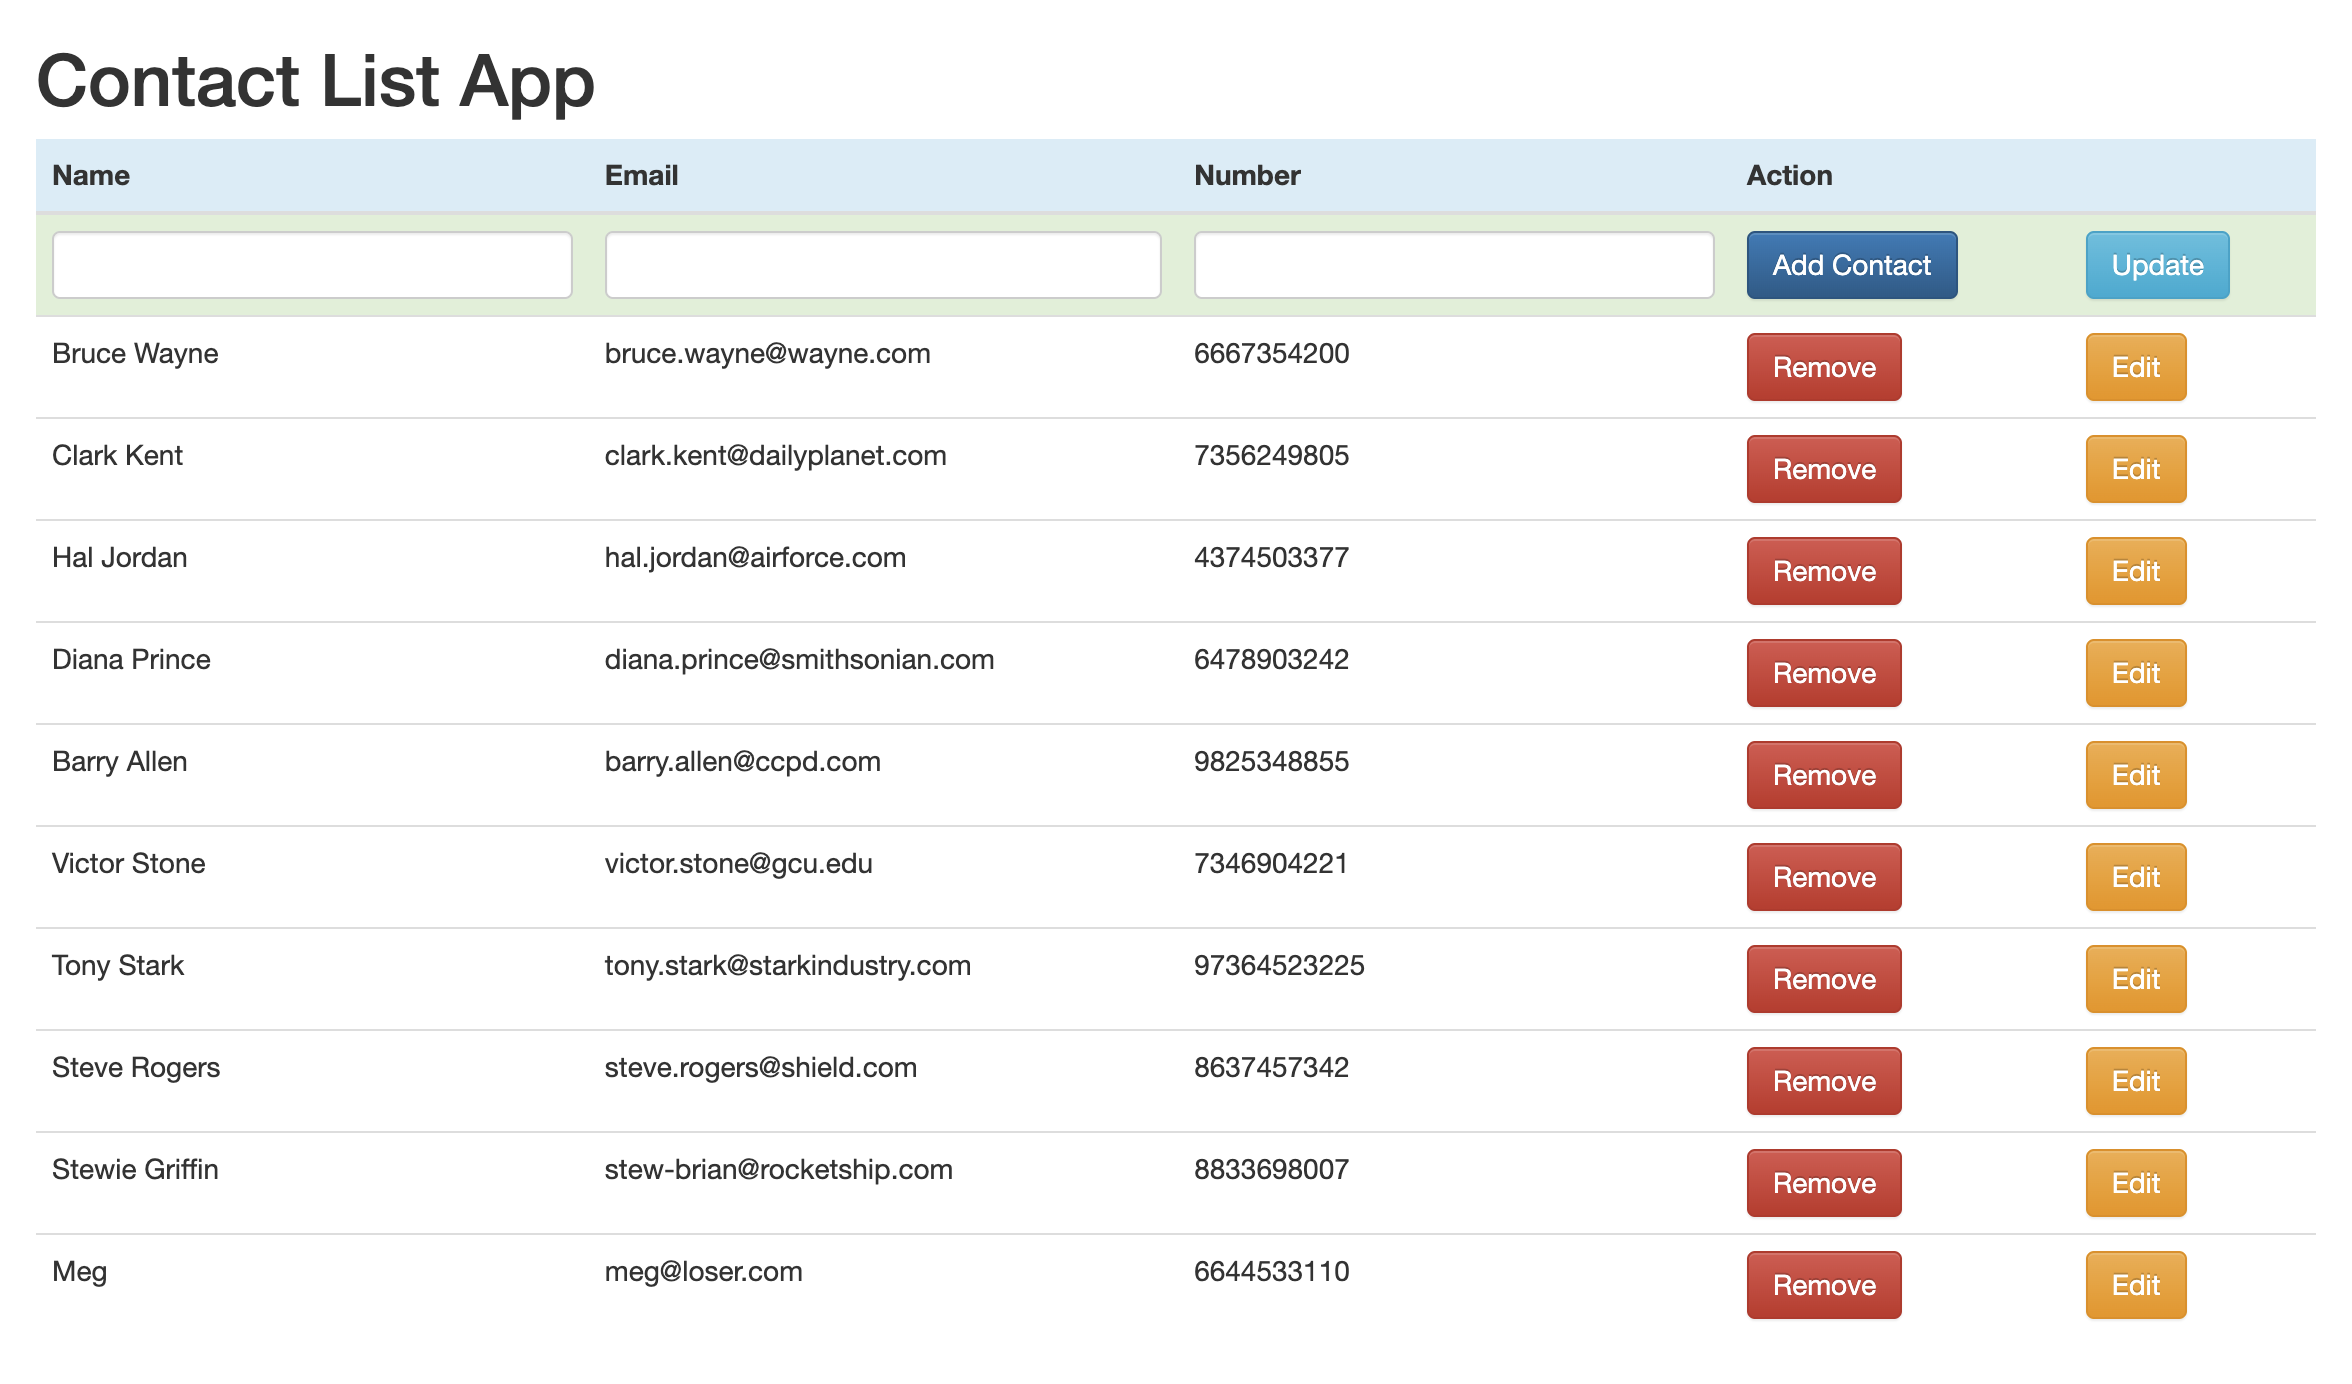 Contact List App
Name Email Number Action
Add Contact Update
Bruce Wayne bruce.wayne@wayne.com 6667354200 Remove Edit
Clark Kent clark.kent@dailyplanet.com 7356249805 Remove Edit
Hal Jordan hal.jordan@airforce.com 4374503377 Remove Edit
Diana Prince diana.prince@smithsonian.com 6478903242 Remove Edit
Barry Allen barry.allen@ccpd.com 9825348855 Remove Edit
Victor Stone victor.stone@gcu.edu 7346904221 Remove Edit
Tony Stark tony.stark@starkindustry.com 97364523225 Remove Edit
Steve Rogers steve.rogers@shield.com 8637457342 Remove Edit
Stewie Griffin stew-brian@rocketship.com 8833698007 Remove Edit
Meg meg@loser.com 6644533110 Remove Edit